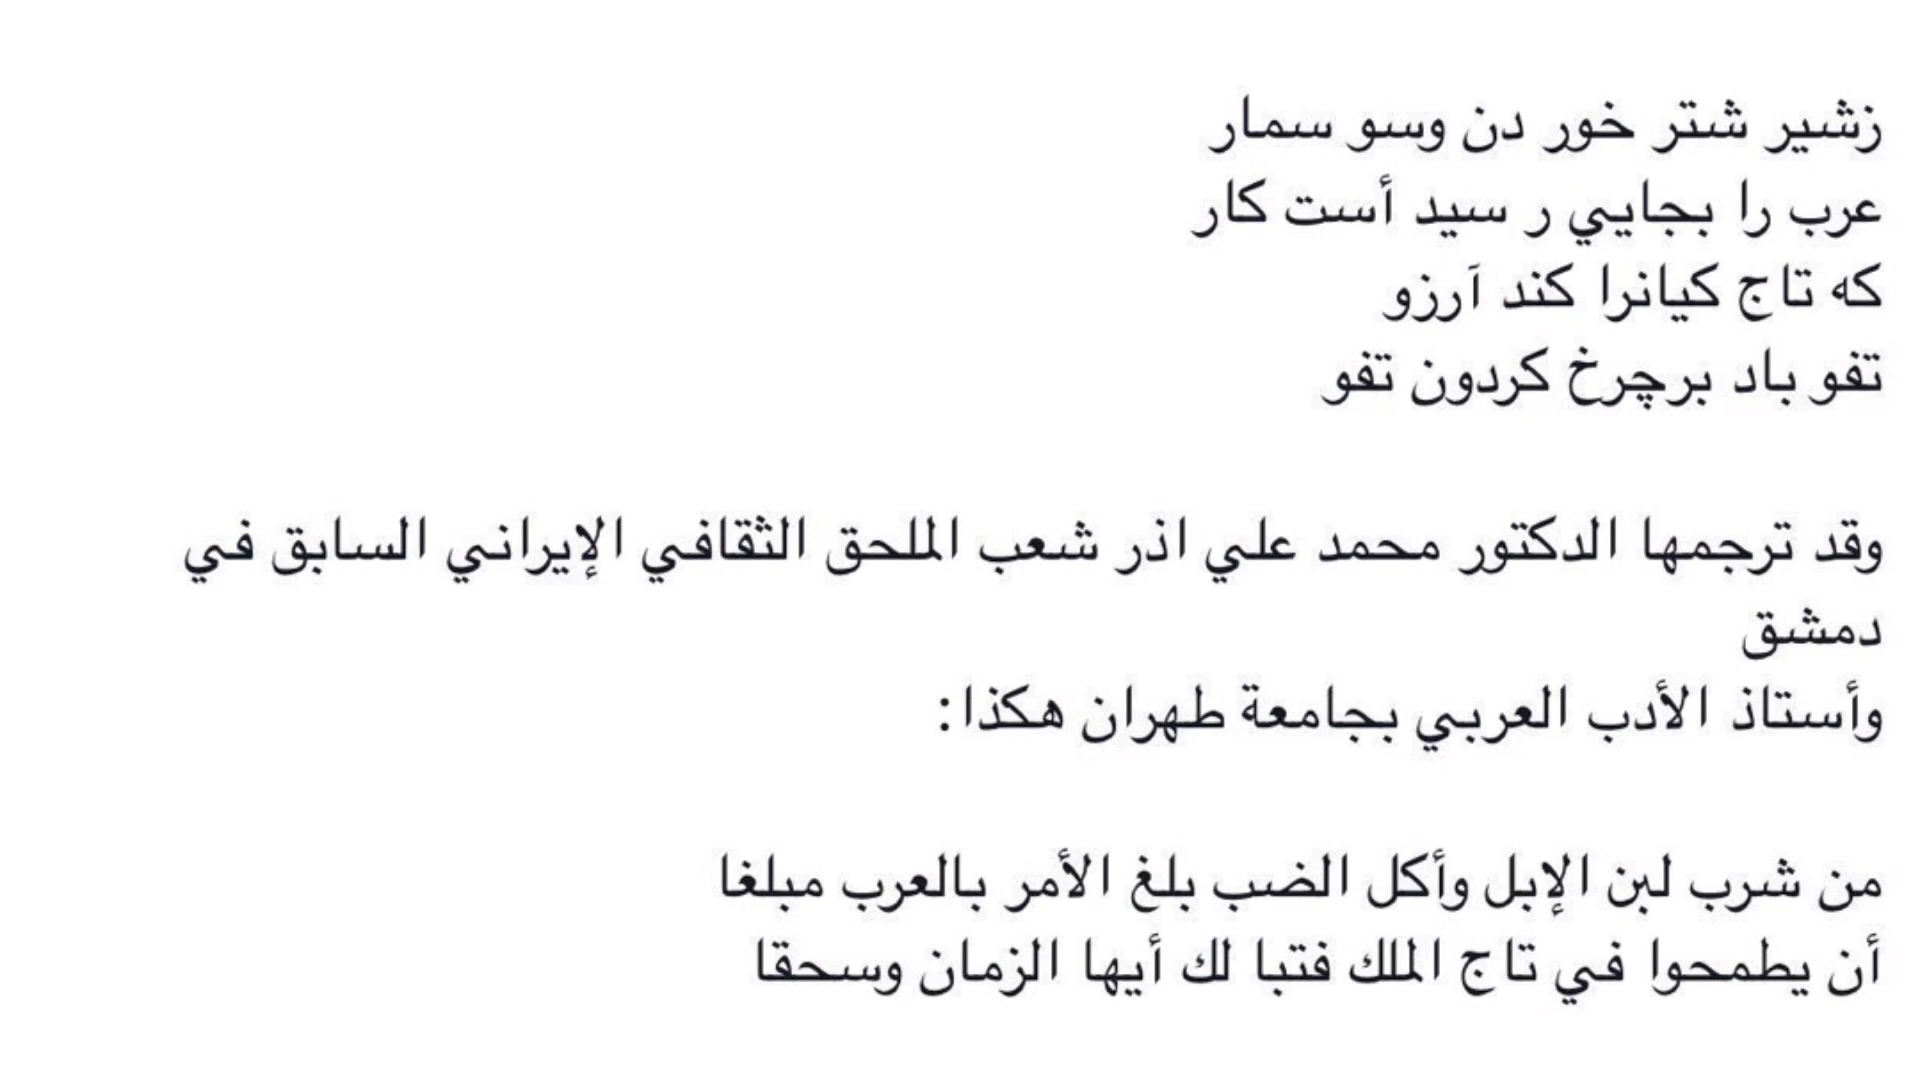 زشير شتر خور دن وسو سمار
عرب را بجايي ر سيد أست كار
كه تاج كيانرا كند آرزو
تفو باد برچرخ كردون تفو
وقد ترجمها الدكتور محمد علي اذر شعب الملحق الثقافي الإيراني السابق في
دمشق
وأستاذ الأدب العربي بجامعة طهران هكذا:
من شرب لبن الإبل وأكل الضب بلغ الأمر بالعرب مبلغا
أن يطمحوا في تاج الملك فتبا لك أيها الزمان وسحقا